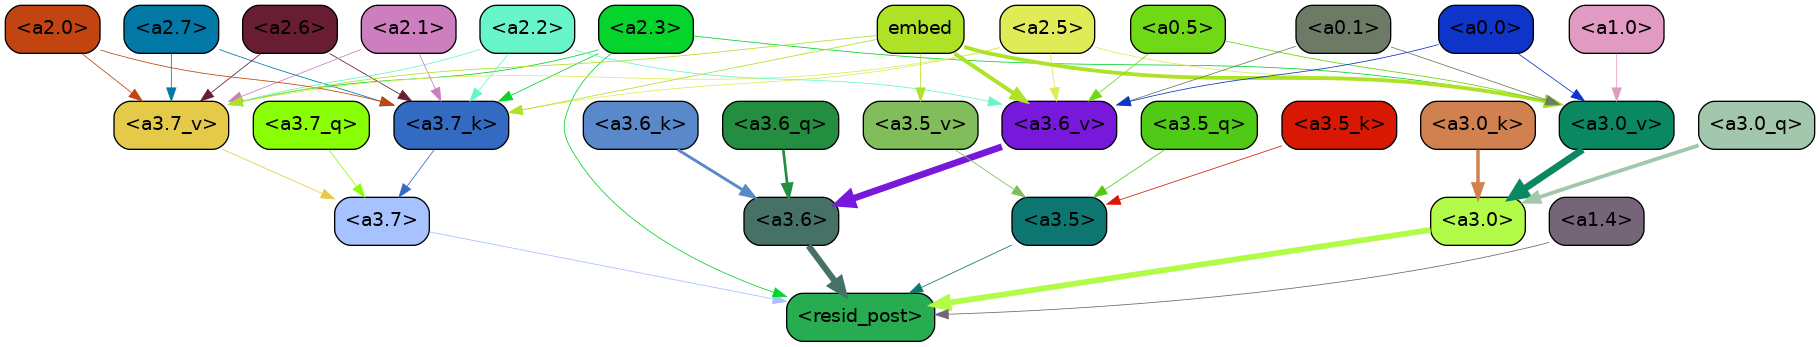 <a2.0> <a2.7> <a2.6> <a2.1> <a2.2> <a2.3> embed <a2.5> <a0.5> <a0.1> <a0.0> <a1.0>
<a3.7_v> <a3.7_q> <a3.7_k> <a3.6_k> <a3.6_q> <a3.5_v> <a3.6_v> <a3.5_q> <a3.5_k> <a3.0_k> <a3.0_v> <a3.0_q>
<a3.7> <a3.6> <a3.5> <a3.0> <a1.4>
<resid_post>